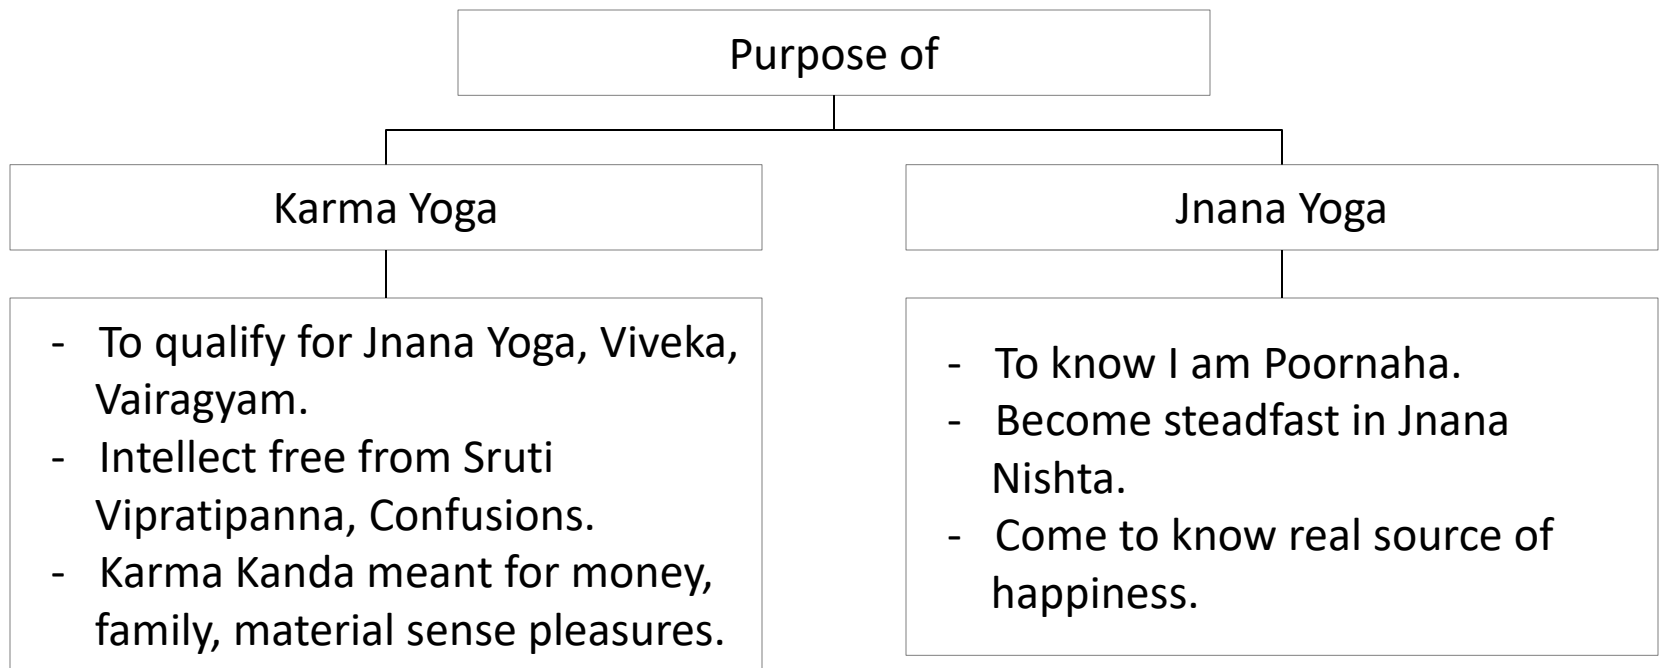 Purpose of
Karma Yoga
- To qualify for Jnana Yoga, Viveka,
Vairagyam.
- Intellect free from Sruti
Vipratipanna, Confusions.
- Karma Kanda meant for money,
family, material sense pleasures.
Jnana Yoga
- To know I am Poornaha.
- Become steadfast in Jnana
Nishta.
- Come to know real source of
happiness.